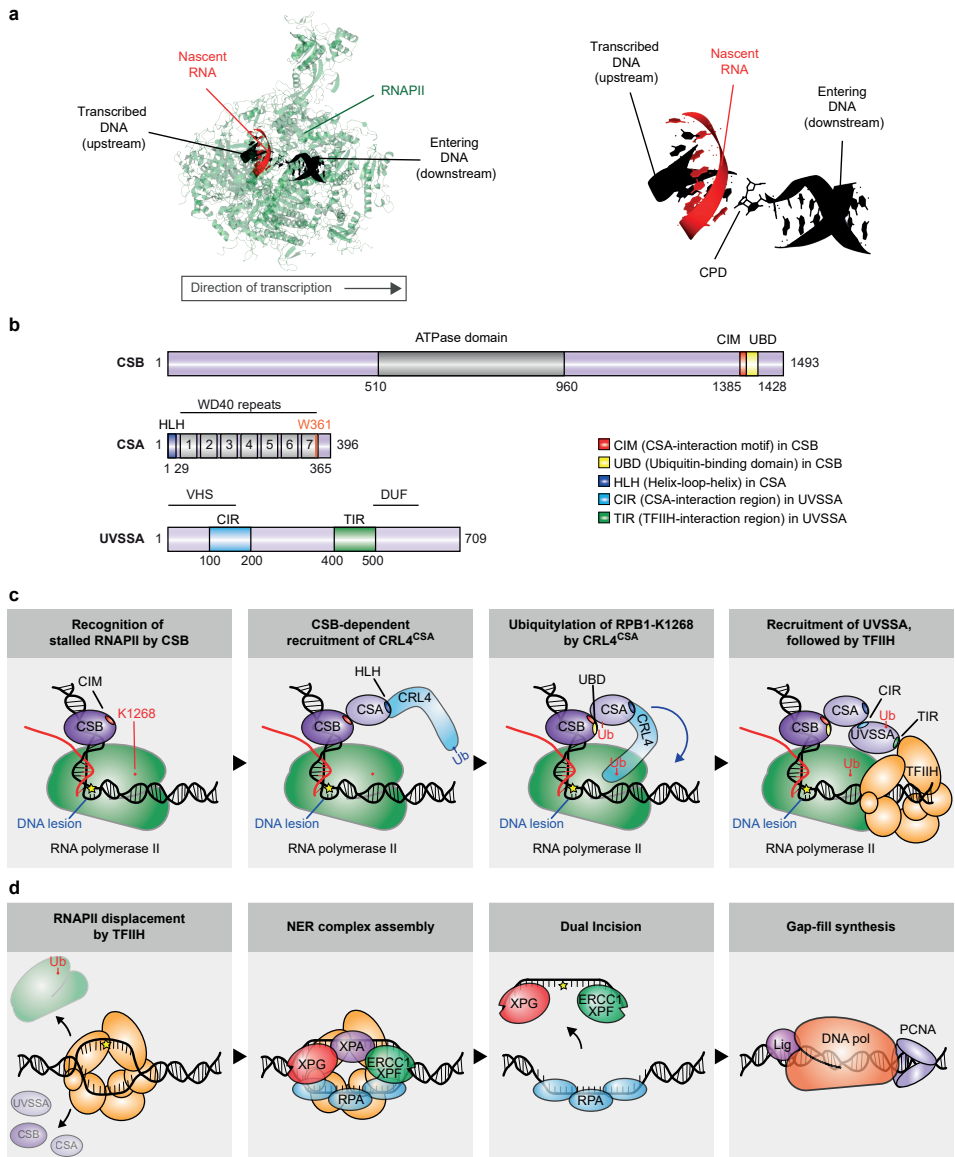 a
Nascent
RNA
RNAPII
Transcribed
DNA
(upstream)
Entering
DNA
(downstream)
Direction of transcription
Transcribed
DNA
(upstream)
Nascent
RNA
Entering
DNA
(downstream)
CPD
b
ATPase domain
CIM UBD
CSB 1 1493
510 960 1385 1428
WD40 repeats
HLH W361
CSA 1 1 2 3 4 5 6 7 396
1 29 365
VHS DUF
CIR TIR
UVSSA 1 709
100 200 400 500
CIM (CSA-interaction motif) in CSB
UBD (Ubiquitin-binding domain) in CSB
HLH (Helix-loop-helix) in CSA
CIR (CSA-interaction region) in UVSSA
TIR (TFIIH-interaction region) in UVSSA
c
Recognition of
stalled RNAPII by CSB
CIM
K1268
CSB
DNA lesion
RNA polymerase II
CSB-dependent
recruitment of CRL4CSA
HLH
CSA
CRL4
CSB
Ub
DNA lesion
RNA polymerase II
Ubiquitylation of RPB1-K1268
by CRL4CSA
UBD
CSA
CSB
Ub
CRL4
Ub
DNA lesion
RNA polymerase II
Recruitment of UVSSA,
followed by TFIIH
CIR
CSA
Ub
TIR
CSB
UVSSA
Ub
TFIIH
DNA lesion
RNA polymerase II
d
RNAPII displacement
by TFIIH
Ub
UVSSA
CSB
CSA
NER complex assembly
XPA
XPG
ERCC1
XPF
RPA
Dual Incision
XPG
ERCC1
XPF
RPA
Gap-fill synthesis
Lig
DNA pol
PCNA